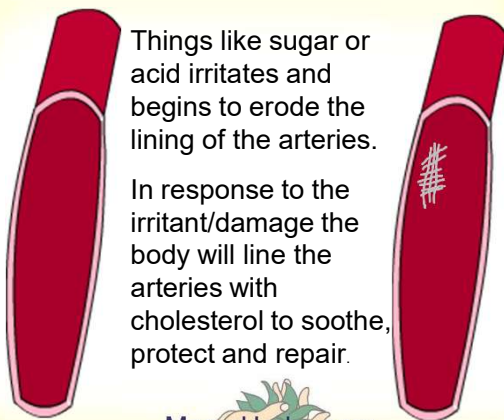 Things like sugar or
acid irritates and
begins to erode the
lining of the arteries.
In response to the
irritant/damage the
body will line the
arteries with
cholesterol to soothe,
protect and repair.